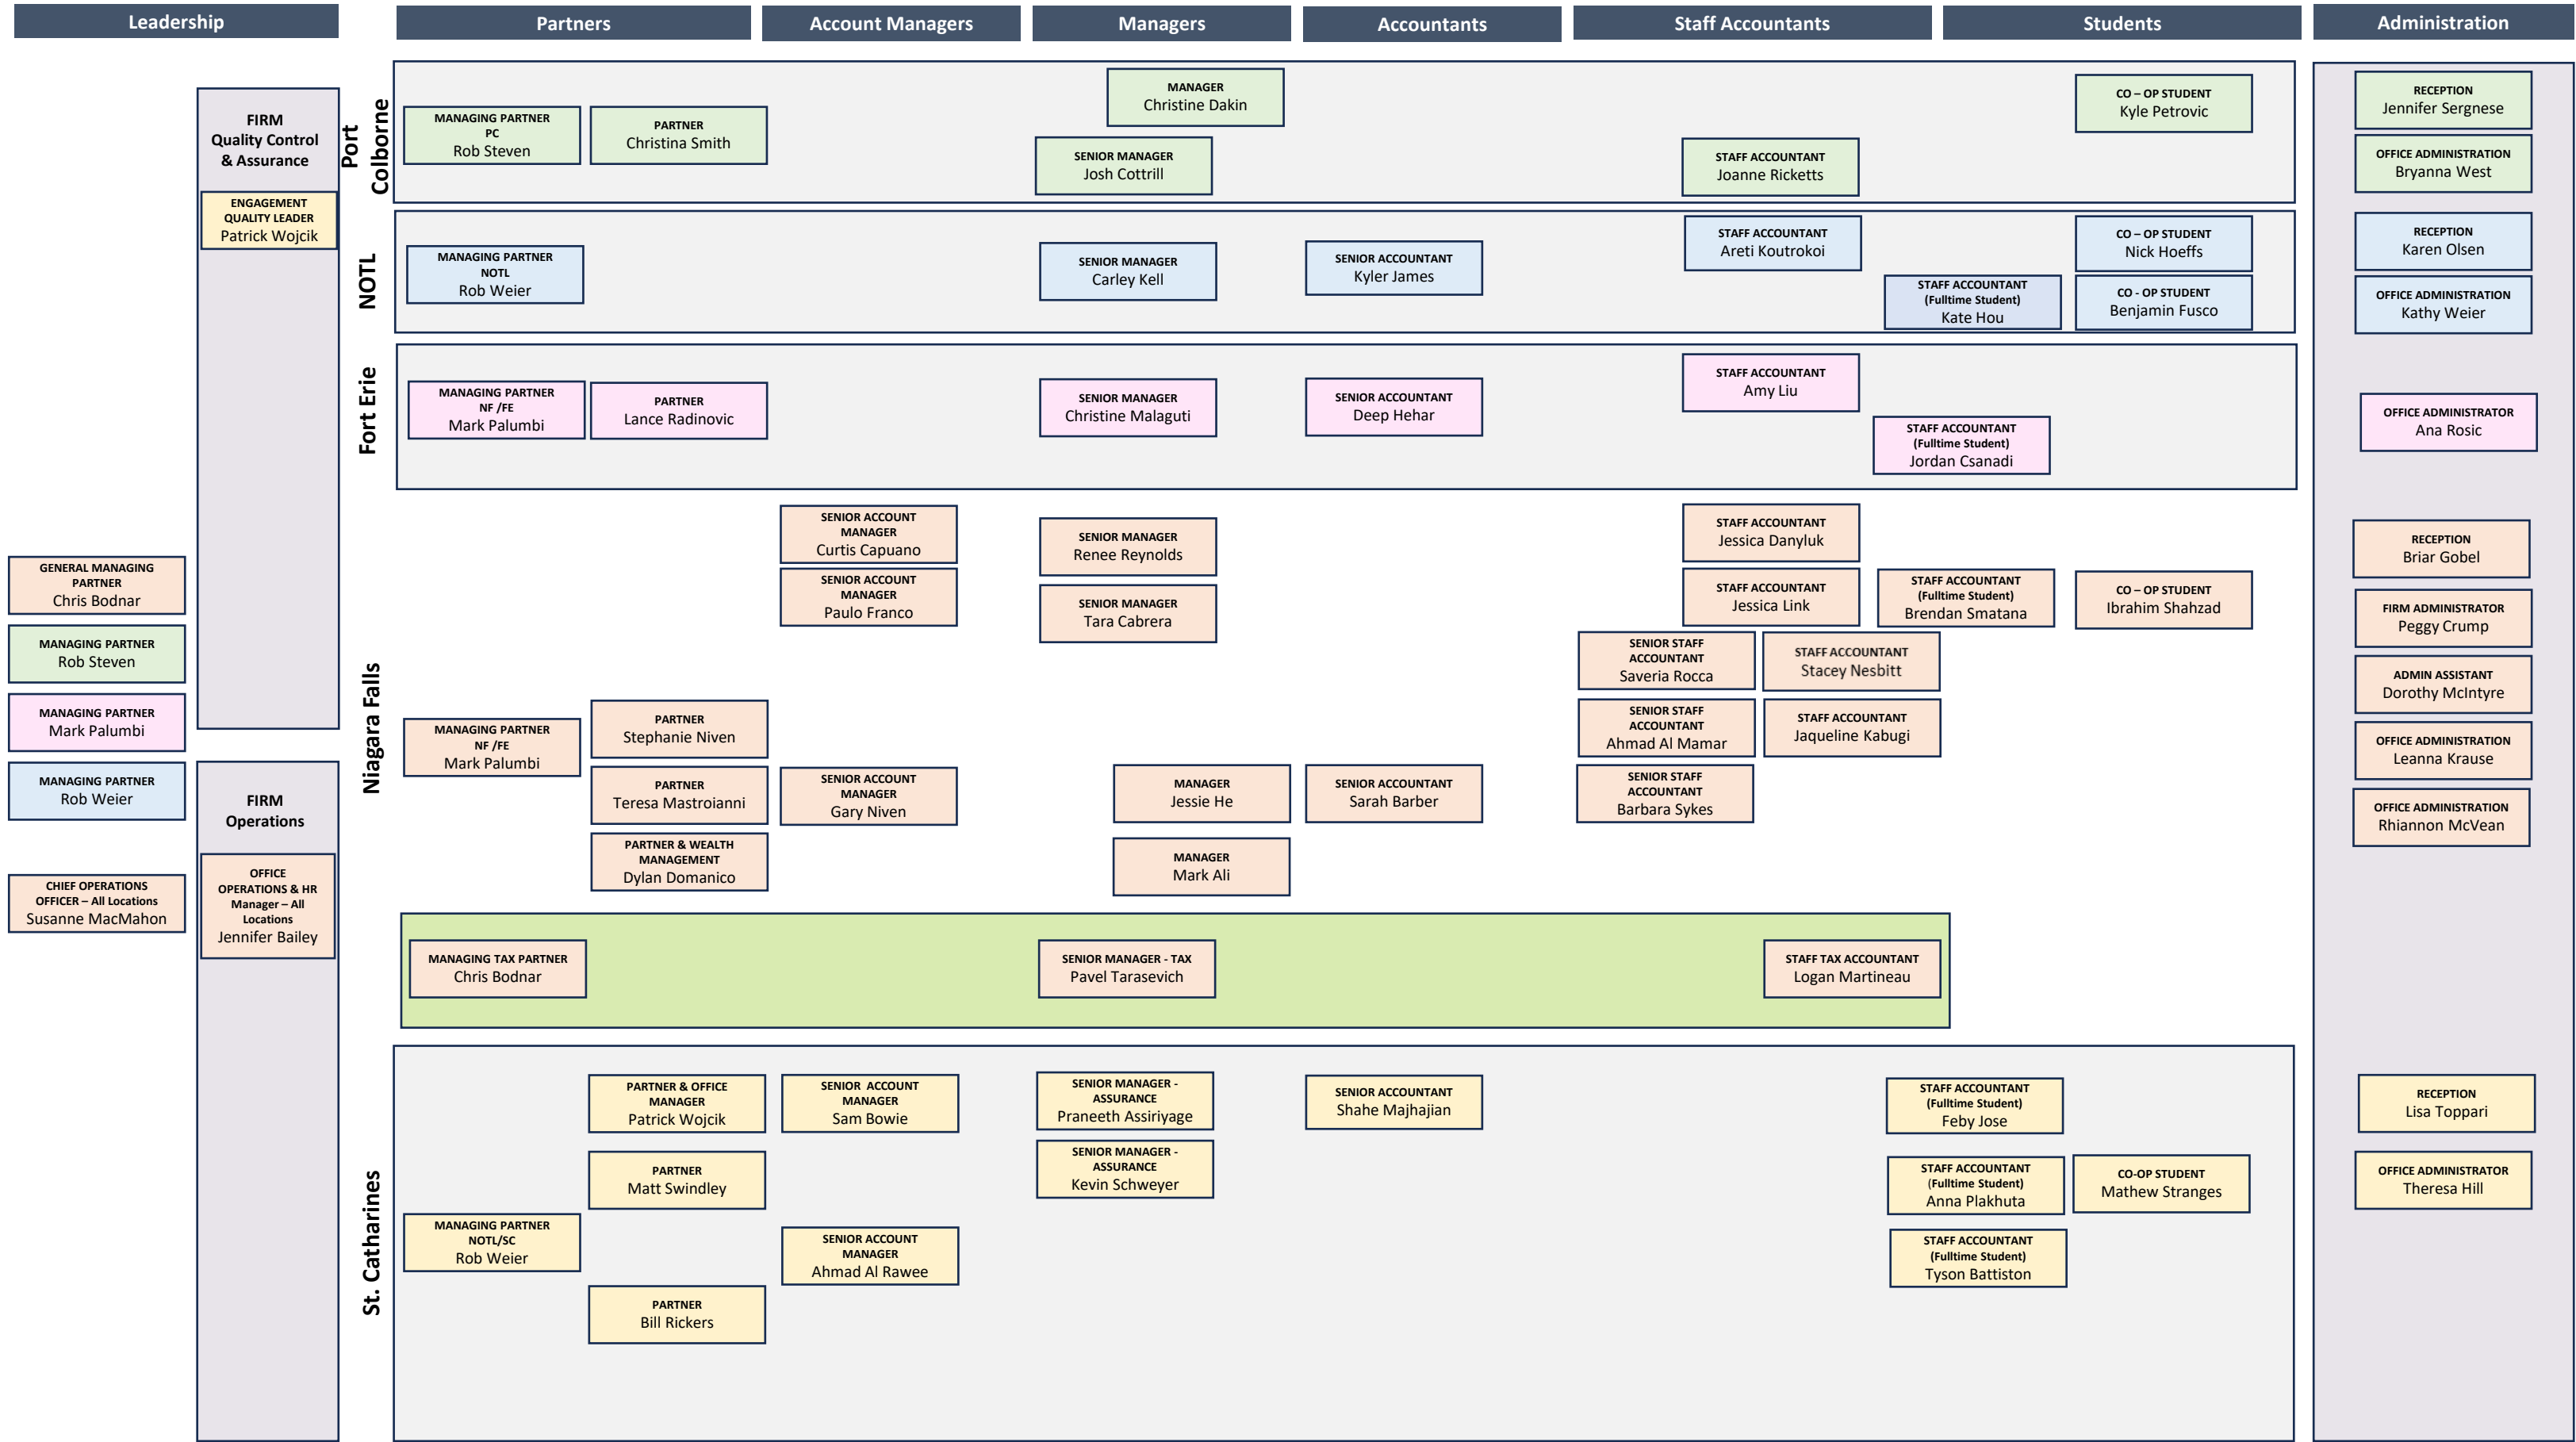 Leadership
Partners
Account Managers
Managers
Accountants
Staff Accountants
Students
Administration
FIRM
Quality Control
& Assurance
ENGAGEMENT
QUALITY LEADER
Patrick Wojcik
GENERAL MANAGING
PARTNER
Chris Bodnar
MANAGING PARTNER
Rob Steven
MANAGING PARTNER
Mark Palumbi
MANAGING PARTNER
Rob Weier
CHIEF OPERATIONS
OFFICER – All Locations
Susanne MacMahon
FIRM
Operations
OFFICE
OPERATIONS & HR
Manager – All
Locations
Jennifer Bailey
Port
Colborne
MANAGING PARTNER
PC
Rob Steven
PARTNER
Christina Smith
MANAGER
Christine Dakin
SENIOR MANAGER
Josh Cottrill
STAFF ACCOUNTANT
Joanne Ricketts
CO – OP STUDENT
Kyle Petrovic
RECEPTION
Jennifer Sergnese
OFFICE ADMINISTRATION
Bryanna West
NOTL
MANAGING PARTNER
NOTL
Rob Weier
SENIOR MANAGER
Carley Kell
SENIOR ACCOUNTANT
Kyler James
STAFF ACCOUNTANT
Areti Koutrokoi
STAFF ACCOUNTANT
(Fulltime Student)
Kate Hou
CO – OP STUDENT
Nick Hoeffs
CO - OP STUDENT
Benjamin Fusco
RECEPTION
Karen Olsen
OFFICE ADMINISTRATION
Kathy Weier
Fort Erie
MANAGING PARTNER
NF /FE
Mark Palumbi
PARTNER
Lance Radinovic
SENIOR MANAGER
Christine Malaguti
SENIOR ACCOUNTANT
Deep Hehar
STAFF ACCOUNTANT
Amy Liu
STAFF ACCOUNTANT
(Fulltime Student)
Jordan Csanadi
OFFICE ADMINISTRATOR
Ana Rosic
Niagara Falls
MANAGING PARTNER
NF /FE
Mark Palumbi
PARTNER
Stephanie Niven
PARTNER
Teresa Mastroianni
PARTNER & WEALTH
MANAGEMENT
Dylan Domanico
SENIOR ACCOUNT
MANAGER
Curtis Capuano
SENIOR ACCOUNT
MANAGER
Paulo Franco
SENIOR ACCOUNT
MANAGER
Gary Niven
SENIOR MANAGER
Renee Reynolds
SENIOR MANAGER
Tara Cabrera
MANAGER
Jessie He
MANAGER
Mark Ali
SENIOR ACCOUNTANT
Sarah Barber
STAFF ACCOUNTANT
Jessica Danyluk
STAFF ACCOUNTANT
Jessica Link
SENIOR STAFF
ACCOUNTANT
Saveria Rocca
STAFF ACCOUNTANT
Stacey Nesbitt
SENIOR STAFF
ACCOUNTANT
Ahmad Al Mamar
STAFF ACCOUNTANT
Jaqueline Kabugi
SENIOR STAFF
ACCOUNTANT
Barbara Sykes
STAFF ACCOUNTANT
(Fulltime Student)
Brendan Smatana
CO – OP STUDENT
Ibrahim Shahzad
RECEPTION
Briar Gobel
FIRM ADMINISTRATOR
Peggy Crump
ADMIN ASSISTANT
Dorothy McIntyre
OFFICE ADMINISTRATION
Leanna Krause
OFFICE ADMINISTRATION
Rhiannon McVean
MANAGING TAX PARTNER
Chris Bodnar
SENIOR MANAGER - TAX
Pavel Tarasevich
STAFF TAX ACCOUNTANT
Logan Martineau
St. Catharines
MANAGING PARTNER
NOTL/SC
Rob Weier
PARTNER & OFFICE
MANAGER
Patrick Wojcik
PARTNER
Matt Swindley
PARTNER
Bill Rickers
SENIOR ACCOUNT
MANAGER
Sam Bowie
SENIOR ACCOUNT
MANAGER
Ahmad Al Rawee
SENIOR MANAGER -
ASSURANCE
Praneeth Assiriyage
SENIOR MANAGER -
ASSURANCE
Kevin Schweyer
SENIOR ACCOUNTANT
Shahe Majhajian
STAFF ACCOUNTANT
(Fulltime Student)
Feby Jose
STAFF ACCOUNTANT
(Fulltime Student)
Anna Plakhuta
STAFF ACCOUNTANT
(Fulltime Student)
Tyson Battiston
CO-OP STUDENT
Mathew Stranges
RECEPTION
Lisa Toppari
OFFICE ADMINISTRATOR
Theresa Hill